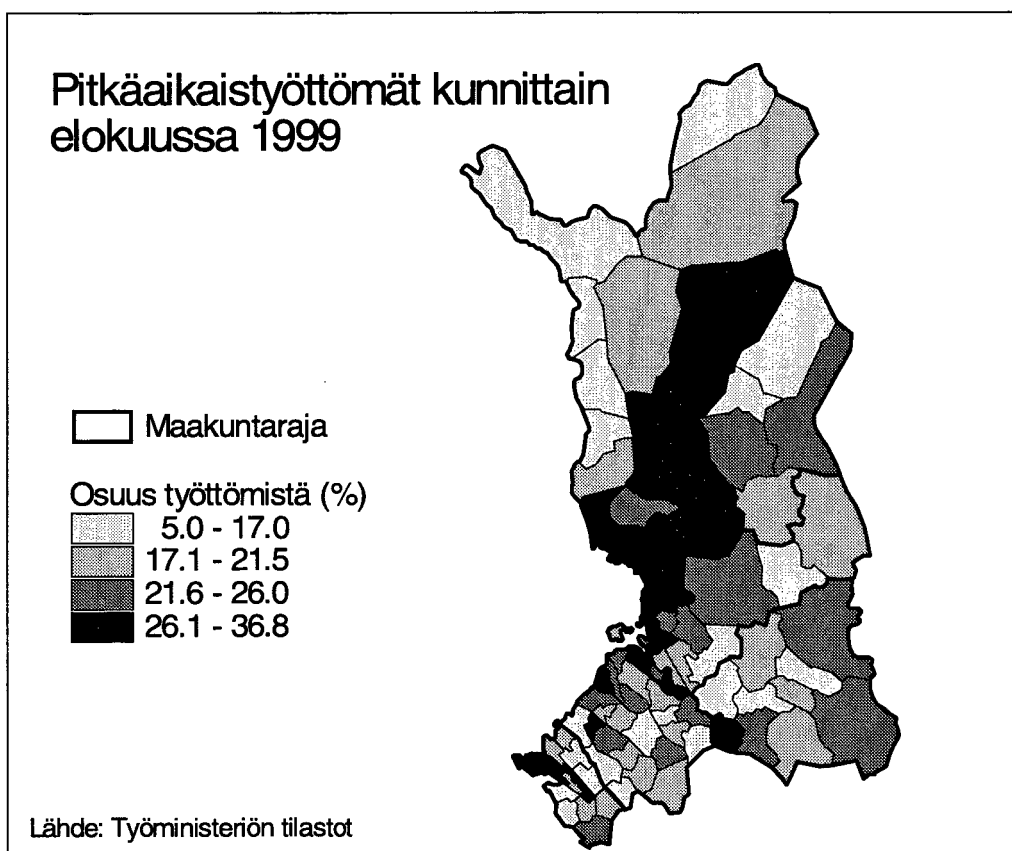 Pitkäaikaistyöttömät kunnittain
elokuussa 1999
Maakuntaraja
Osuus työttömistä (%)
5.0 - 17.0
17.1 - 21.5
21.6 - 26.0
26.1 - 36.8
Lähde: Työministeriön tilastot